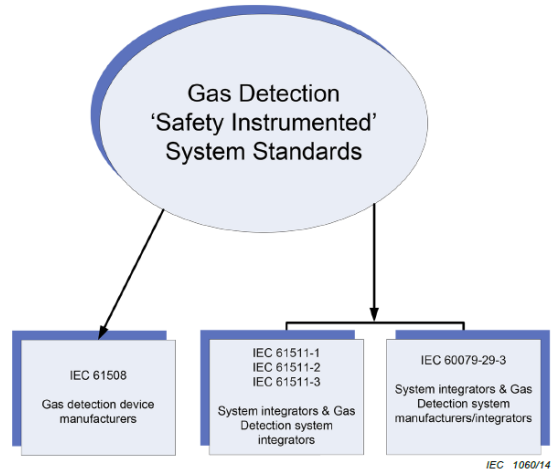 Gas Detection
‘Safety Instrumented’
System Standards
IEC 61508
Gas detection device
manufacturers
IEC 61511-1
IEC 61511-2
IEC 61511-3
System integrators & Gas
Detection system
integrators
IEC 60079-29-3
System integrators & Gas
Detection system
manufacturers/integrators
IEC 1060/14